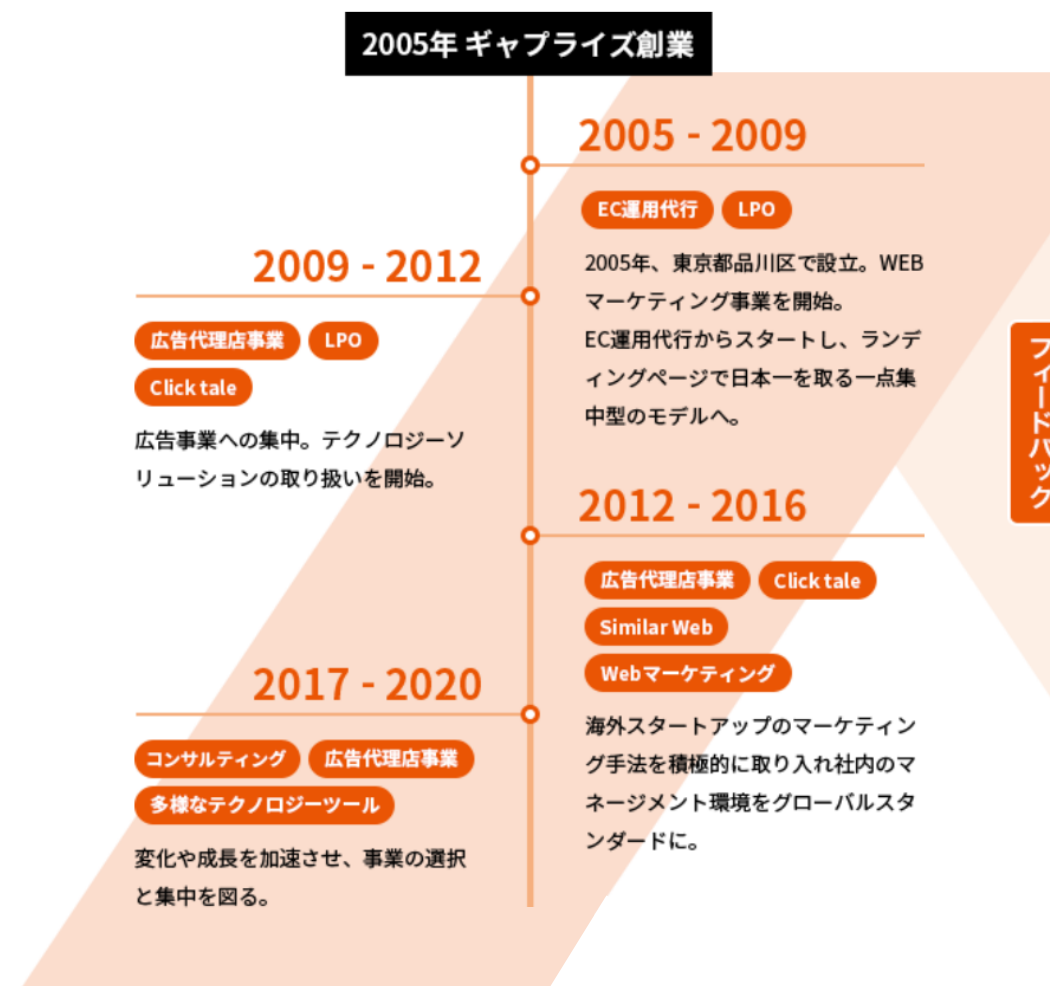 2005年 ギャプライズ創業
2005 - 2009
EC運用代行 LPO
2005年、東京都品川区で設立。WEB
マーケティング事業を開始。
EC運用代行からスタートし、ランデ
ィングページで日本一を取る一点集
中型のモデルへ。
2009 - 2012
広告代理店事業 LPO
Click tale
広告事業への集中。テクノロジーソ
リューションの取り扱いを開始。
2012 - 2016
広告代理店事業 Click tale
Similar Web
Webマーケティング
海外スタートアップのマーケティン
グ手法を積極的に取り入れ社内のマ
ネージメント環境をグローバルスタ
ンダードに。
2017 - 2020
コンサルティング 広告代理店事業
多様なテクノロジーツール
変化や成長を加速させ、事業の選択
と集中を図る。
フィードバック